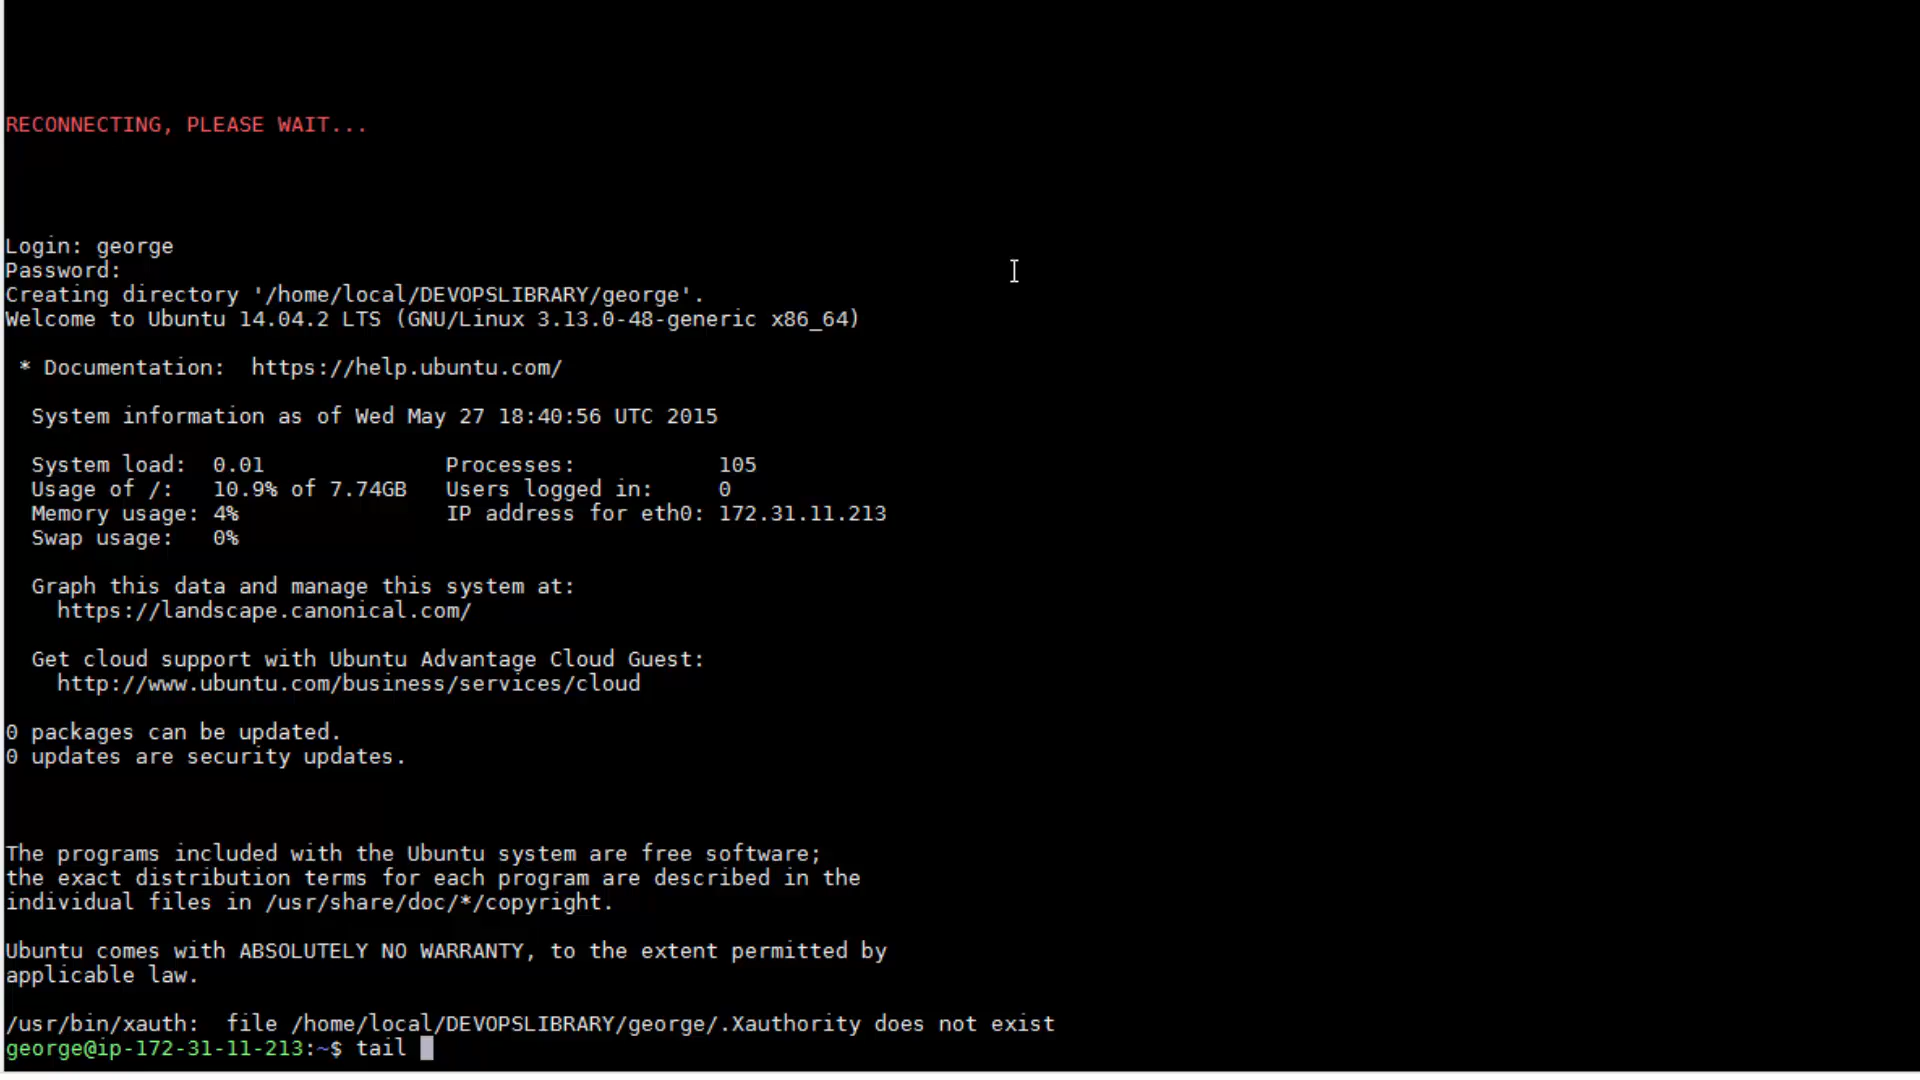 RECONNECTING, PLEASE WAIT...
Login: george
Password:
Creating directory '/home/local/DEVOPSLIBRARY/george'.
Welcome to Ubuntu 14.04.2 LTS (GNU/Linux 3.13.0-48-generic x86_64)
* Documentation:  https://help.ubuntu.com/
System information as of Wed May 27 18:40:56 UTC 2015
System load:  0.01              Processes:           105
Usage of /:   10.9% of 7.74GB   Users logged in:     0
Memory usage: 4%                IP address for eth0: 172.31.11.213
Swap usage:   0%
Graph this data and manage this system at:
https://landscape.canonical.com/
Get cloud support with Ubuntu Advantage Cloud Guest:
http://www.ubuntu.com/business/services/cloud
0 packages can be updated.
0 updates are security updates.
The programs included with the Ubuntu system are free software;
the exact distribution terms for each program are described in the
individual files in /usr/share/doc/*/copyright.
Ubuntu comes with ABSOLUTELY NO WARRANTY, to the extent permitted by
applicable law.
/usr/bin/xauth:  file /home/local/DEVOPSLIBRARY/george/.Xauthority does not exist
george@ip-172-31-11-213:~$ tail